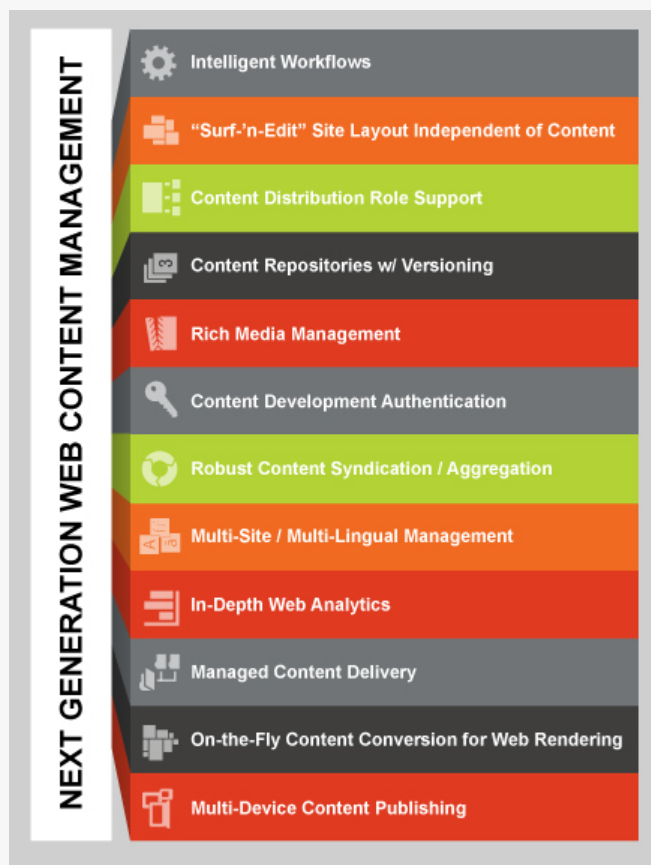 NEXT GENERATION WEB CONTENT MANAGEMENT
Intelligent Workflows
“Surf-’n-Edit” Site Layout Independent of Content
Content Distribution Role Support
3
Content Repositories w/ Versioning
Rich Media Management
Content Development Authentication
Robust Content Syndication / Aggregation
Multi-Site / Multi-Lingual Management
In-Depth Web Analytics
Managed Content Delivery
On-the-Fly Content Conversion for Web Rendering
Multi-Device Content Publishing